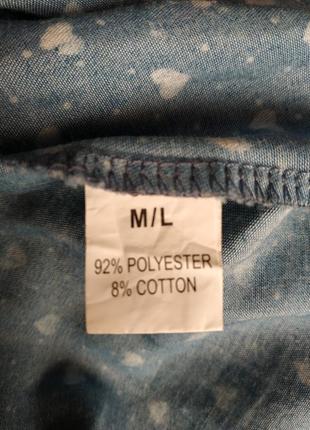 M/L
92% POLYESTER
8% COTTON